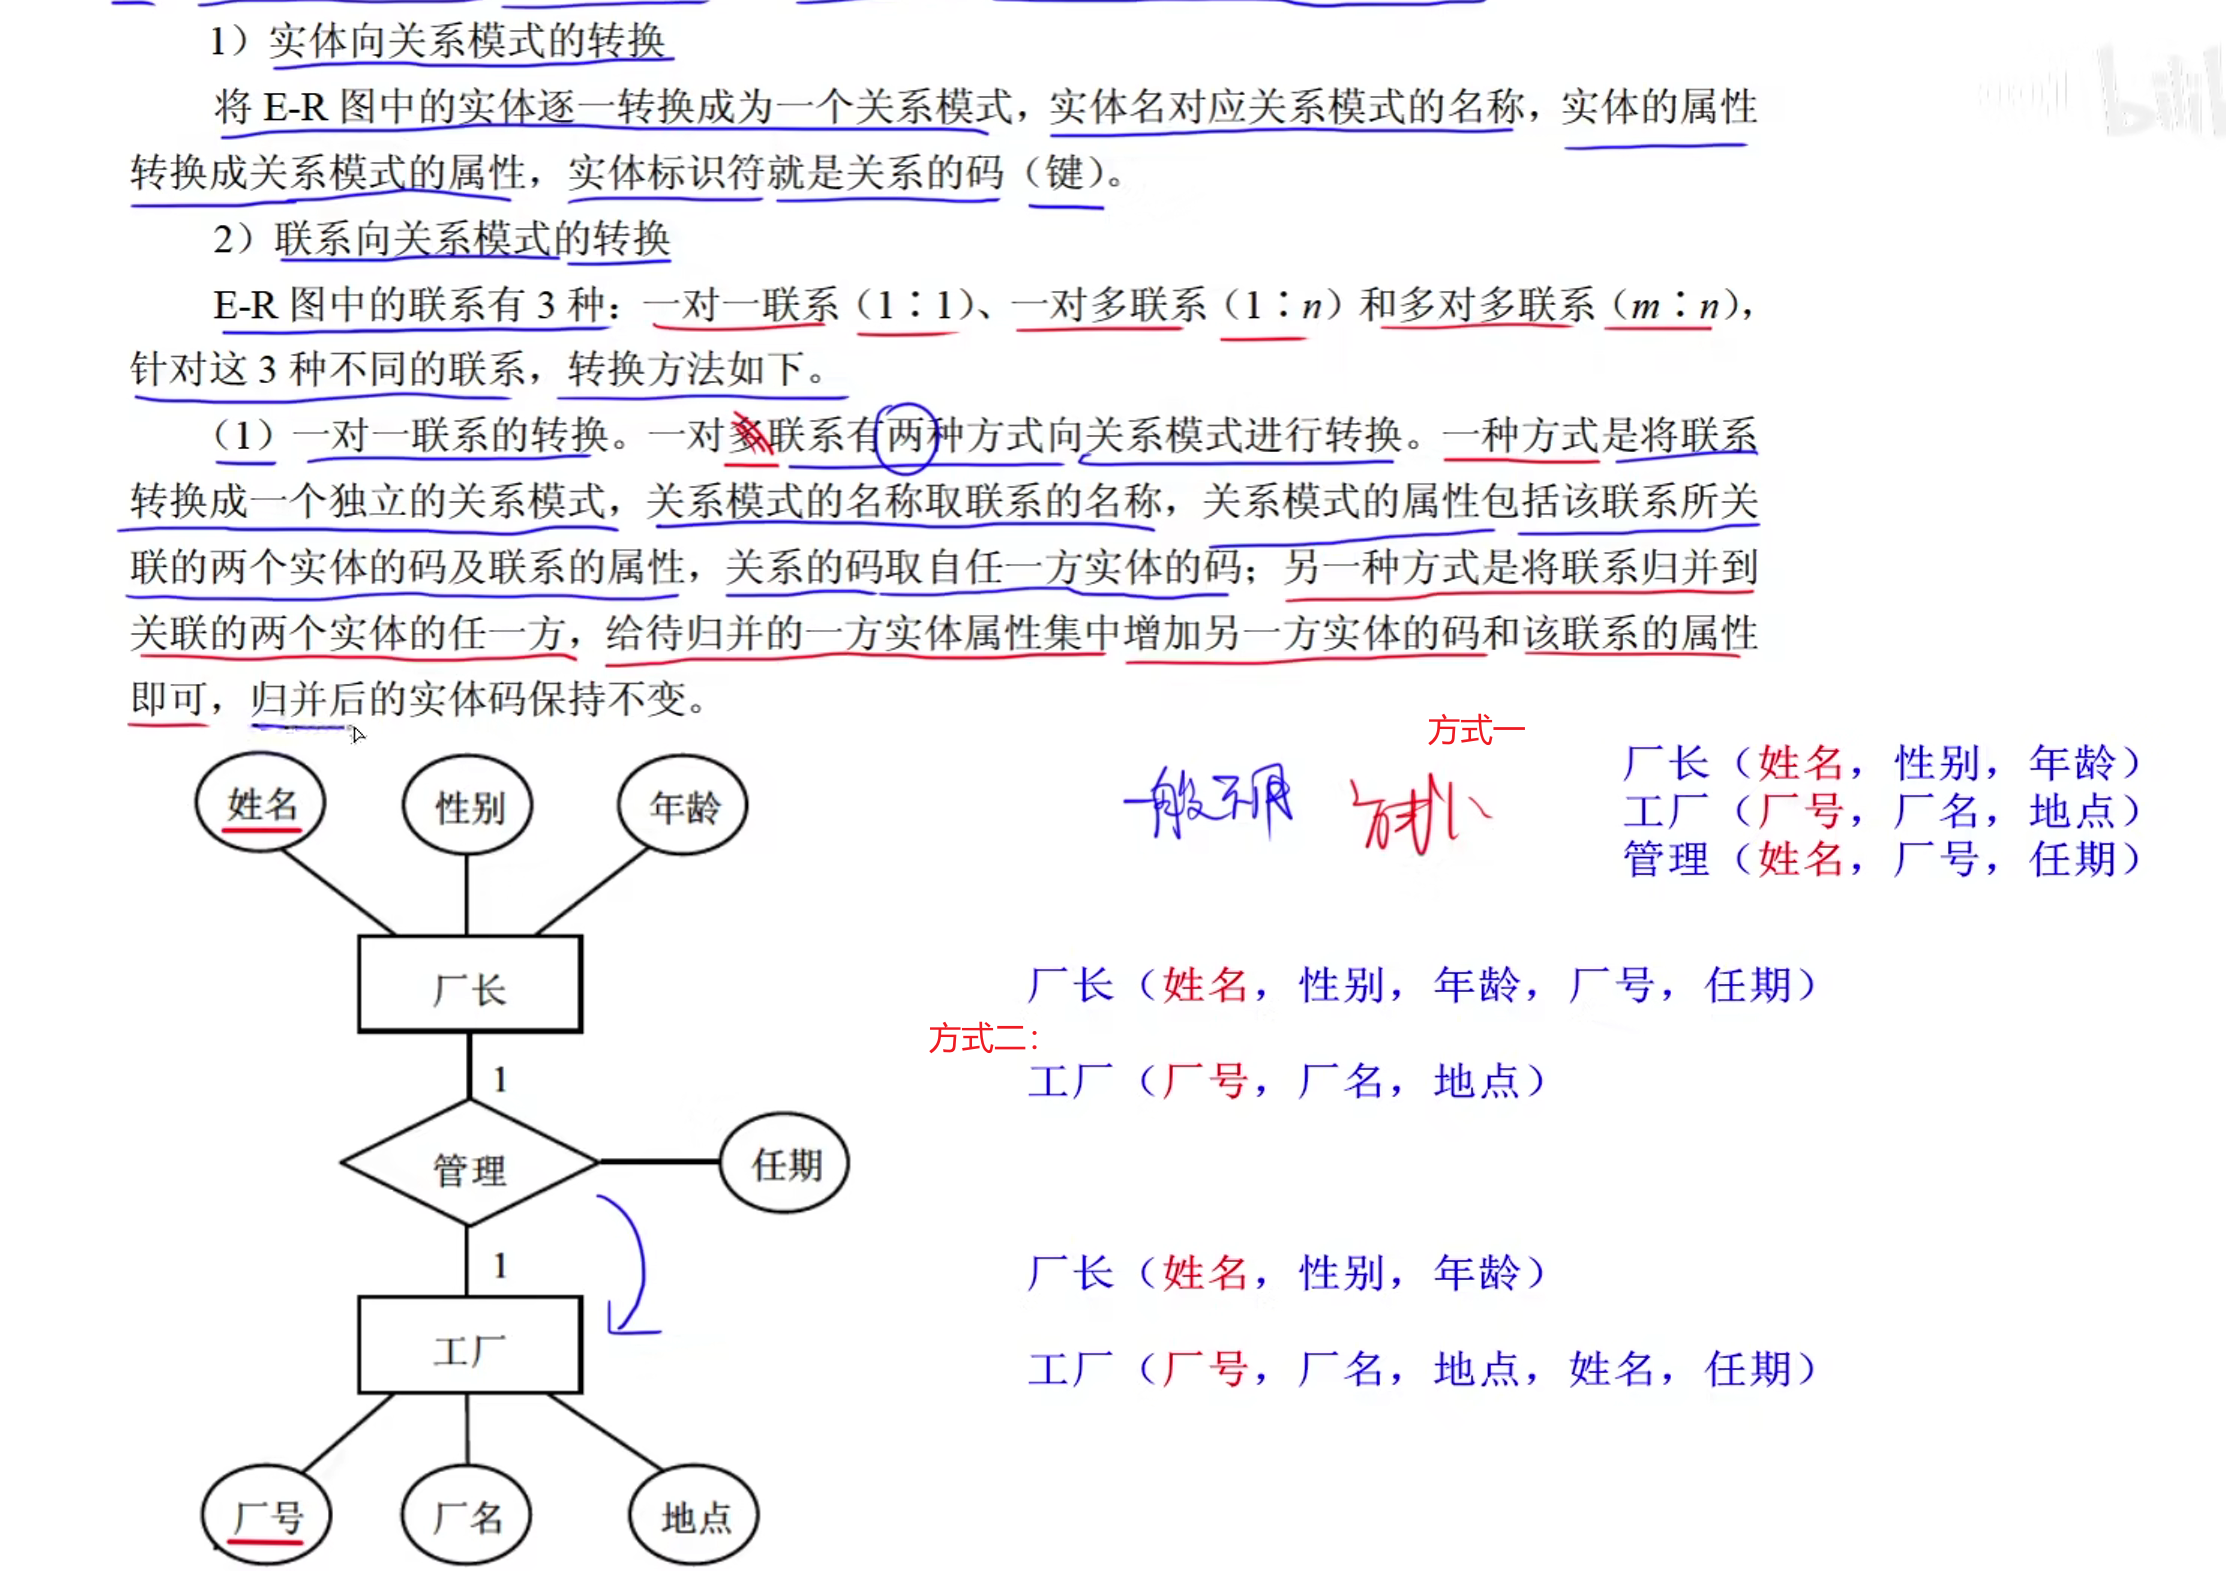 1）实体向关系模式的转换
将 E-R 图中的实体逐一转换成为一个关系模式，实体名对应关系模式的名称，实体的属性
转换成关系模式的属性，实体标识符就是关系的码（键）。
2）联系向关系模式的转换
E-R 图中的联系有 3 种：一对一联系（1∶1）、一对多联系（1∶n）和多对多联系（m∶n），
针对这 3 种不同的联系，转换方法如下。
（1）一对一联系的转换。一对多联系有两种方式向关系模式进行转换。一种方式是将联系
转换成一个独立的关系模式，关系模式的名称取联系的名称，关系模式的属性包括该联系所关
联的两个实体的码及联系的属性，关系的码取自任一方实体的码；另一种方式是将联系归并到
关联的两个实体的任一方，给待归并的一方实体属性集中增加另一方实体的码和该联系的属性
即可，归并后的实体码保持不变。
方式一
一般不用
厂长（姓名，性别，年龄）
工厂（厂号，厂名，地点）
管理（姓名，厂号，任期）
姓名
性别
年龄
厂长
1
管理
任期
1
工厂
厂号
厂名
地点
厂长（姓名，性别，年龄，厂号，任期）
方式二：
工厂（厂号，厂名，地点）
厂长（姓名，性别，年龄）
工厂（厂号，厂名，地点，姓名，任期）
bili